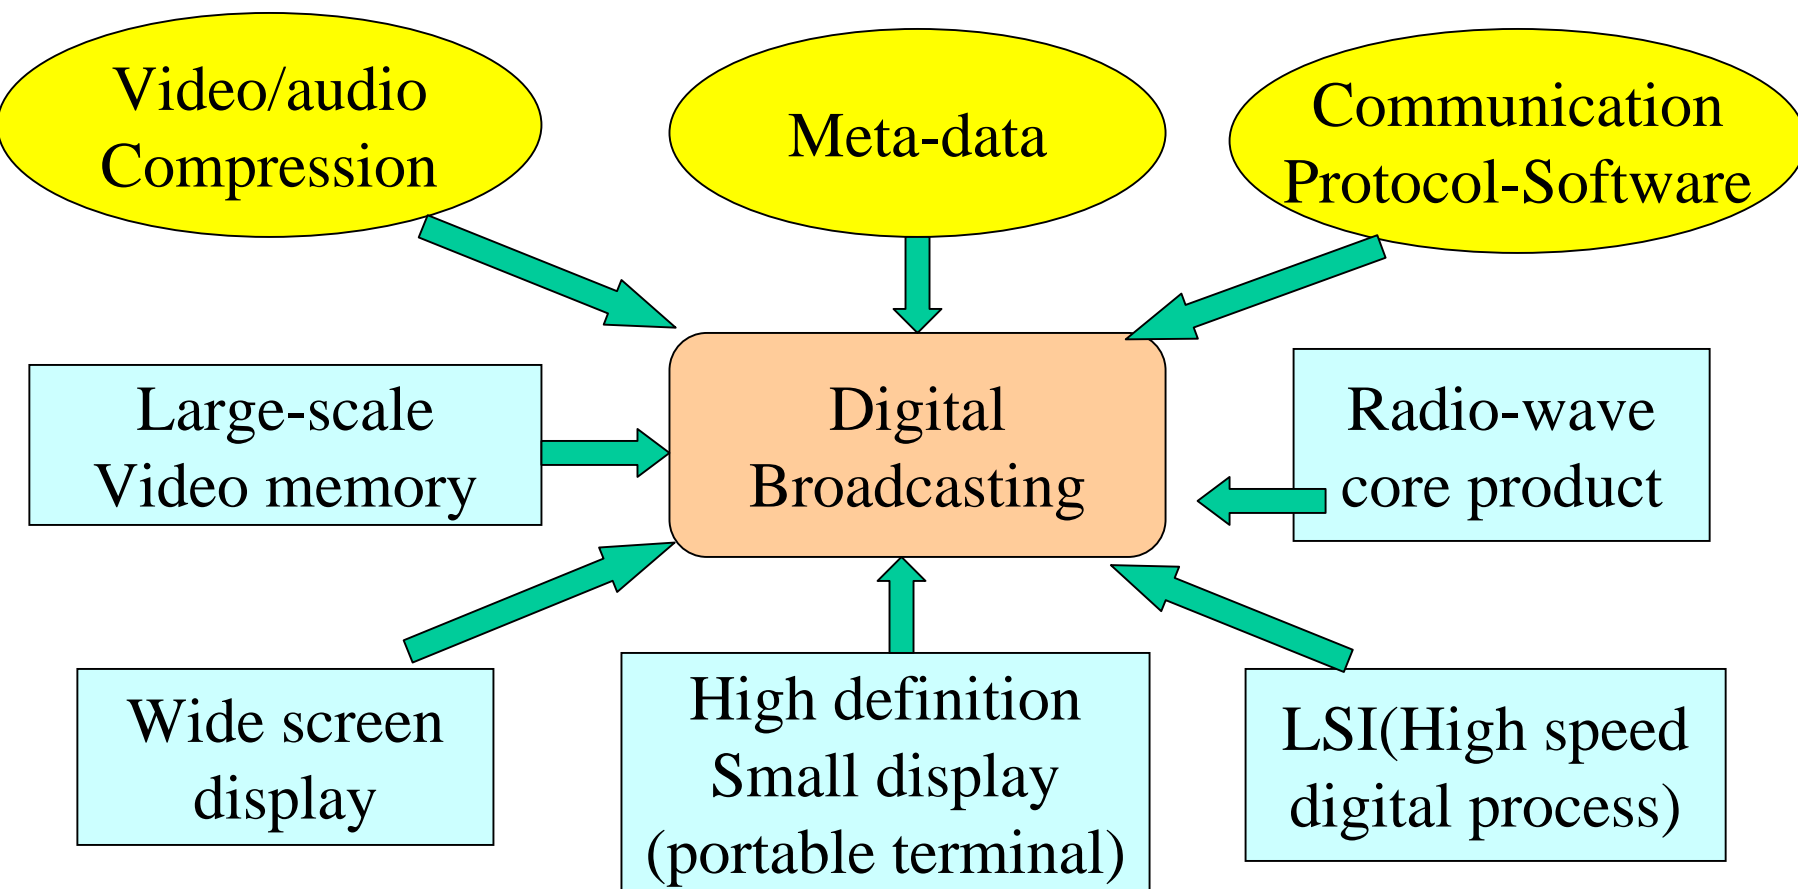 Video/audio
Compression
Meta-data
Communication
Protocol-Software
Large-scale
Video memory
Digital
Broadcasting
Radio-wave
core product
Wide screen
display
High definition
Small display
(portable terminal)
LSI(High speed
digital process)